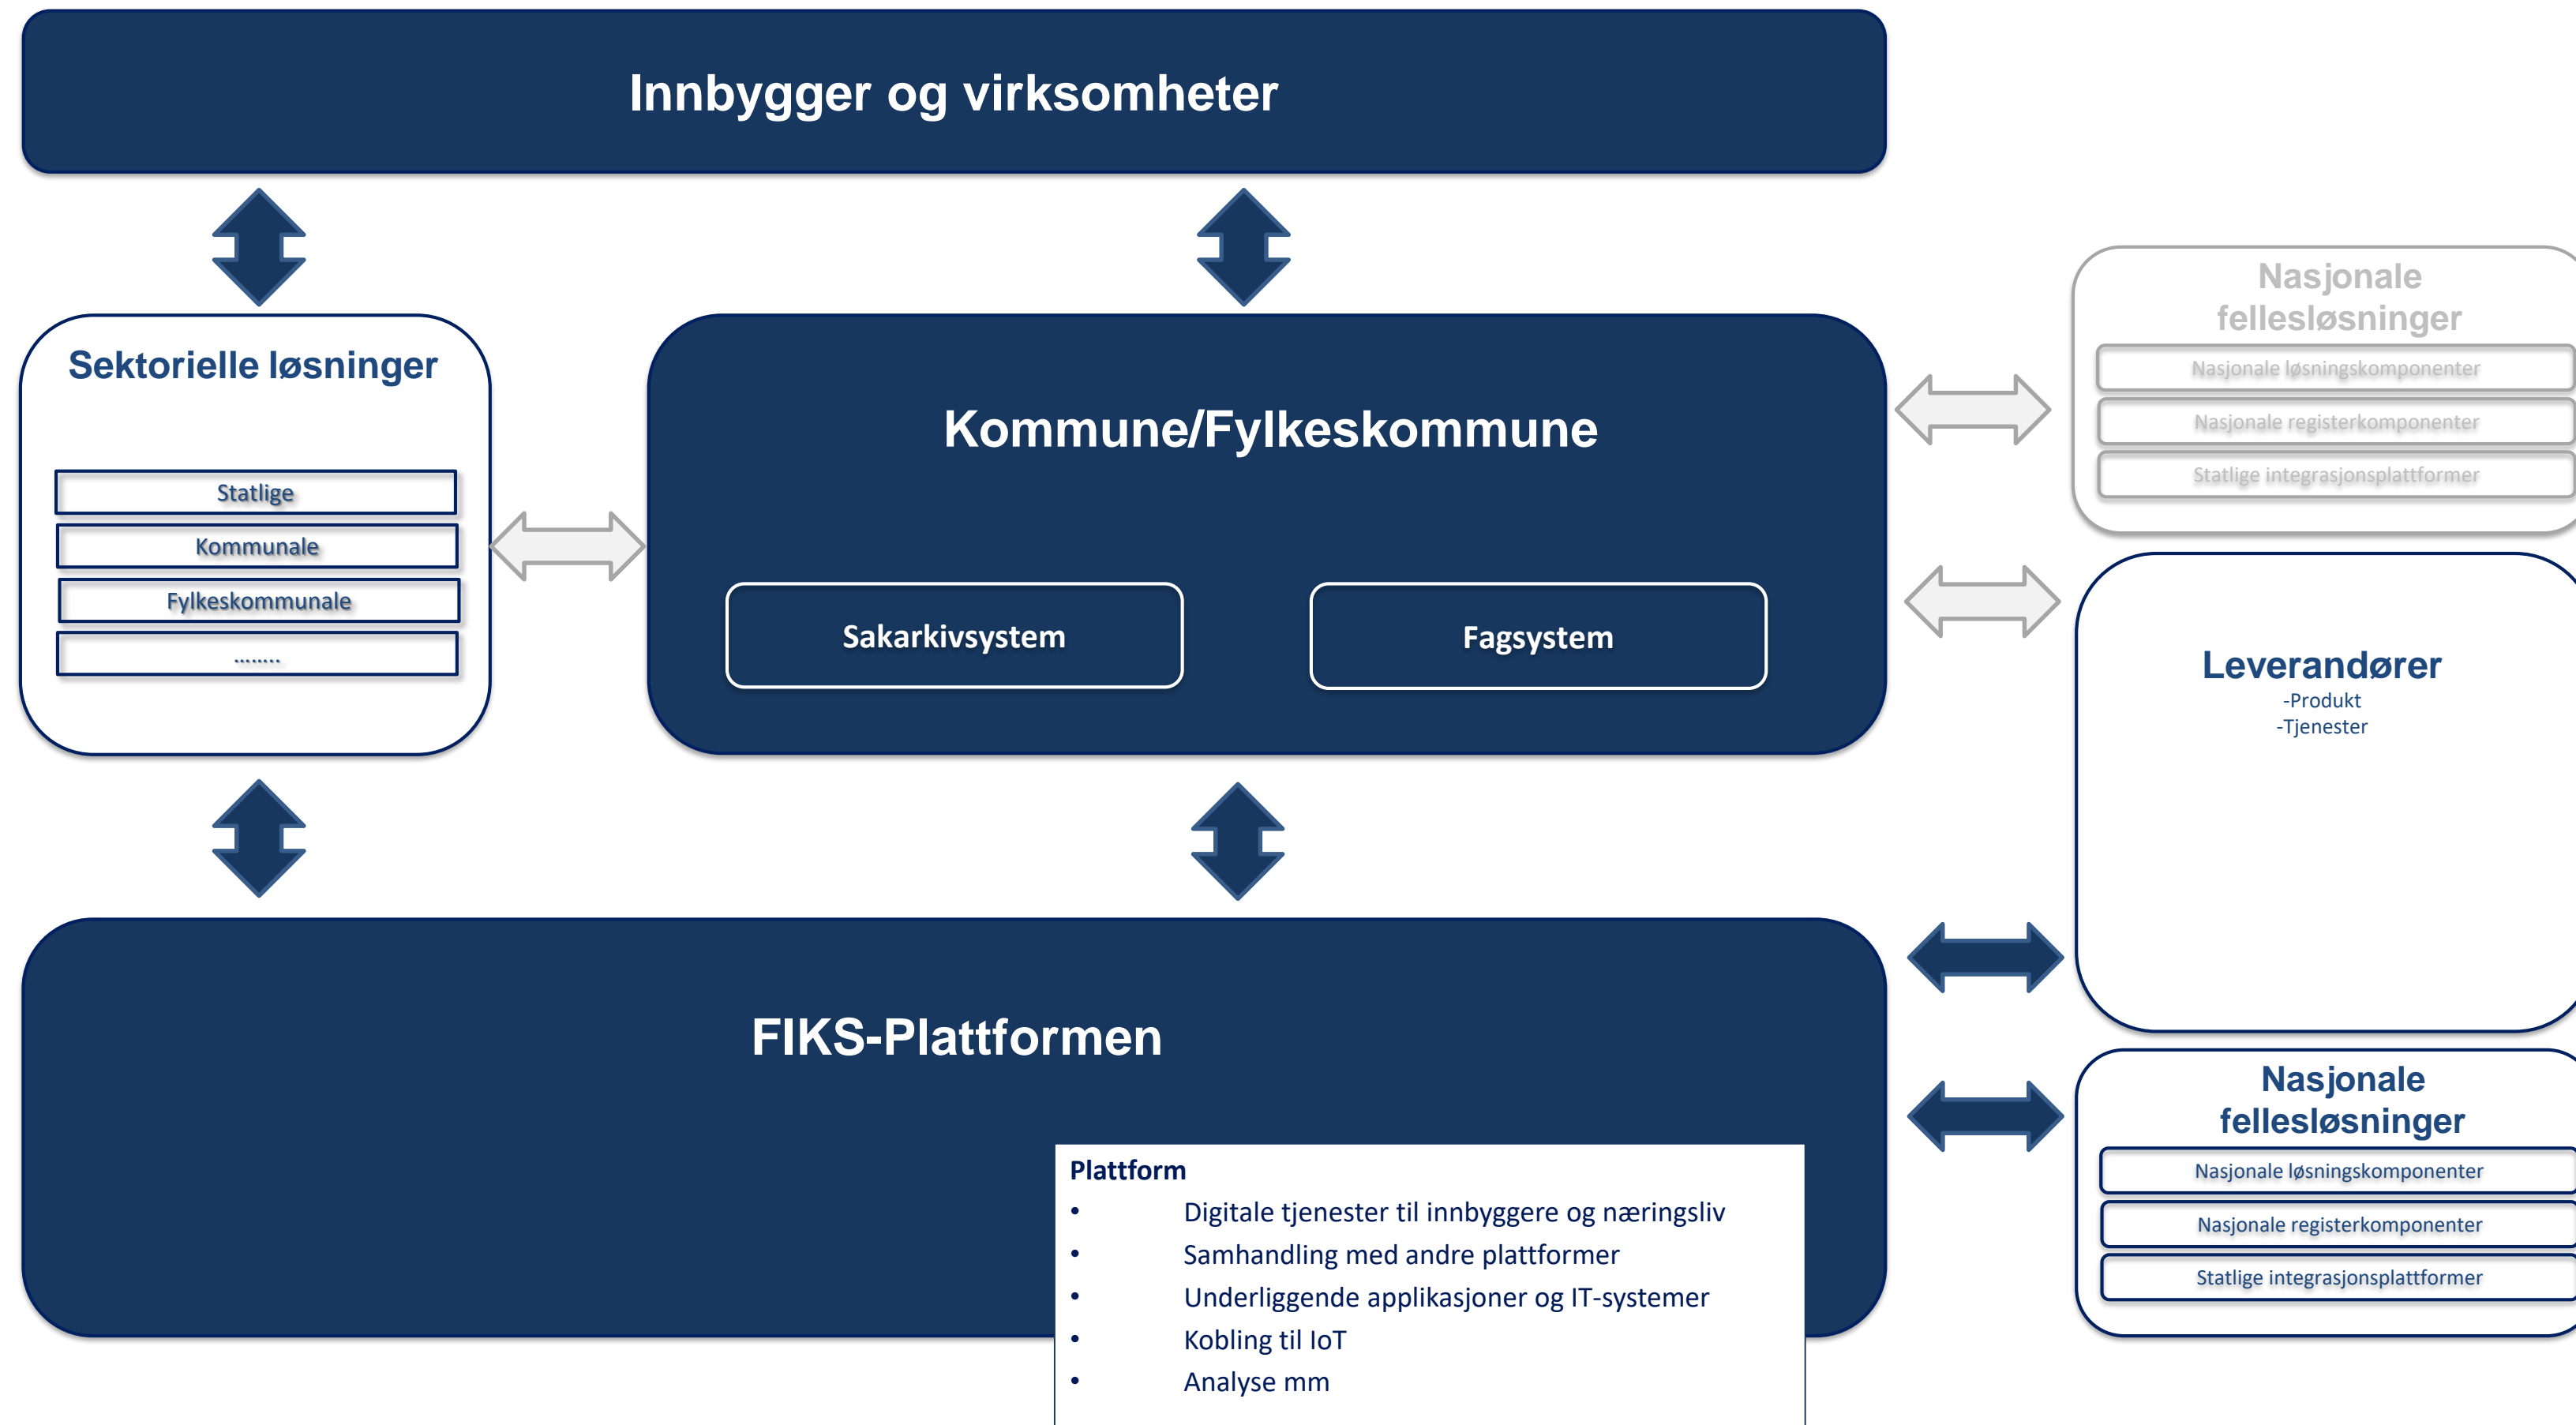 Innbygger og virksomheter
Sektorielle løsninger
Statlige
Kommunale
Fylkeskommunale
........
Kommune/Fylkeskommune
Sakarkivsystem
Fagsystem
Nasjonale
fellesløsninger
Nasjonale løsningskomponenter
Nasjonale registerkomponenter
Statlige integrasjonsplattformer
Leverandører
-Produkt
-Tjenester
FIKS-Plattformen
Plattform
• Digitale tjenester til innbyggere og næringsliv
• Samhandling med andre plattformer
• Underliggende applikasjoner og IT-systemer
• Kobling til IoT
• Analyse mm
Nasjonale
fellesløsninger
Nasjonale løsningskomponenter
Nasjonale registerkomponenter
Statlige integrasjonsplattformer